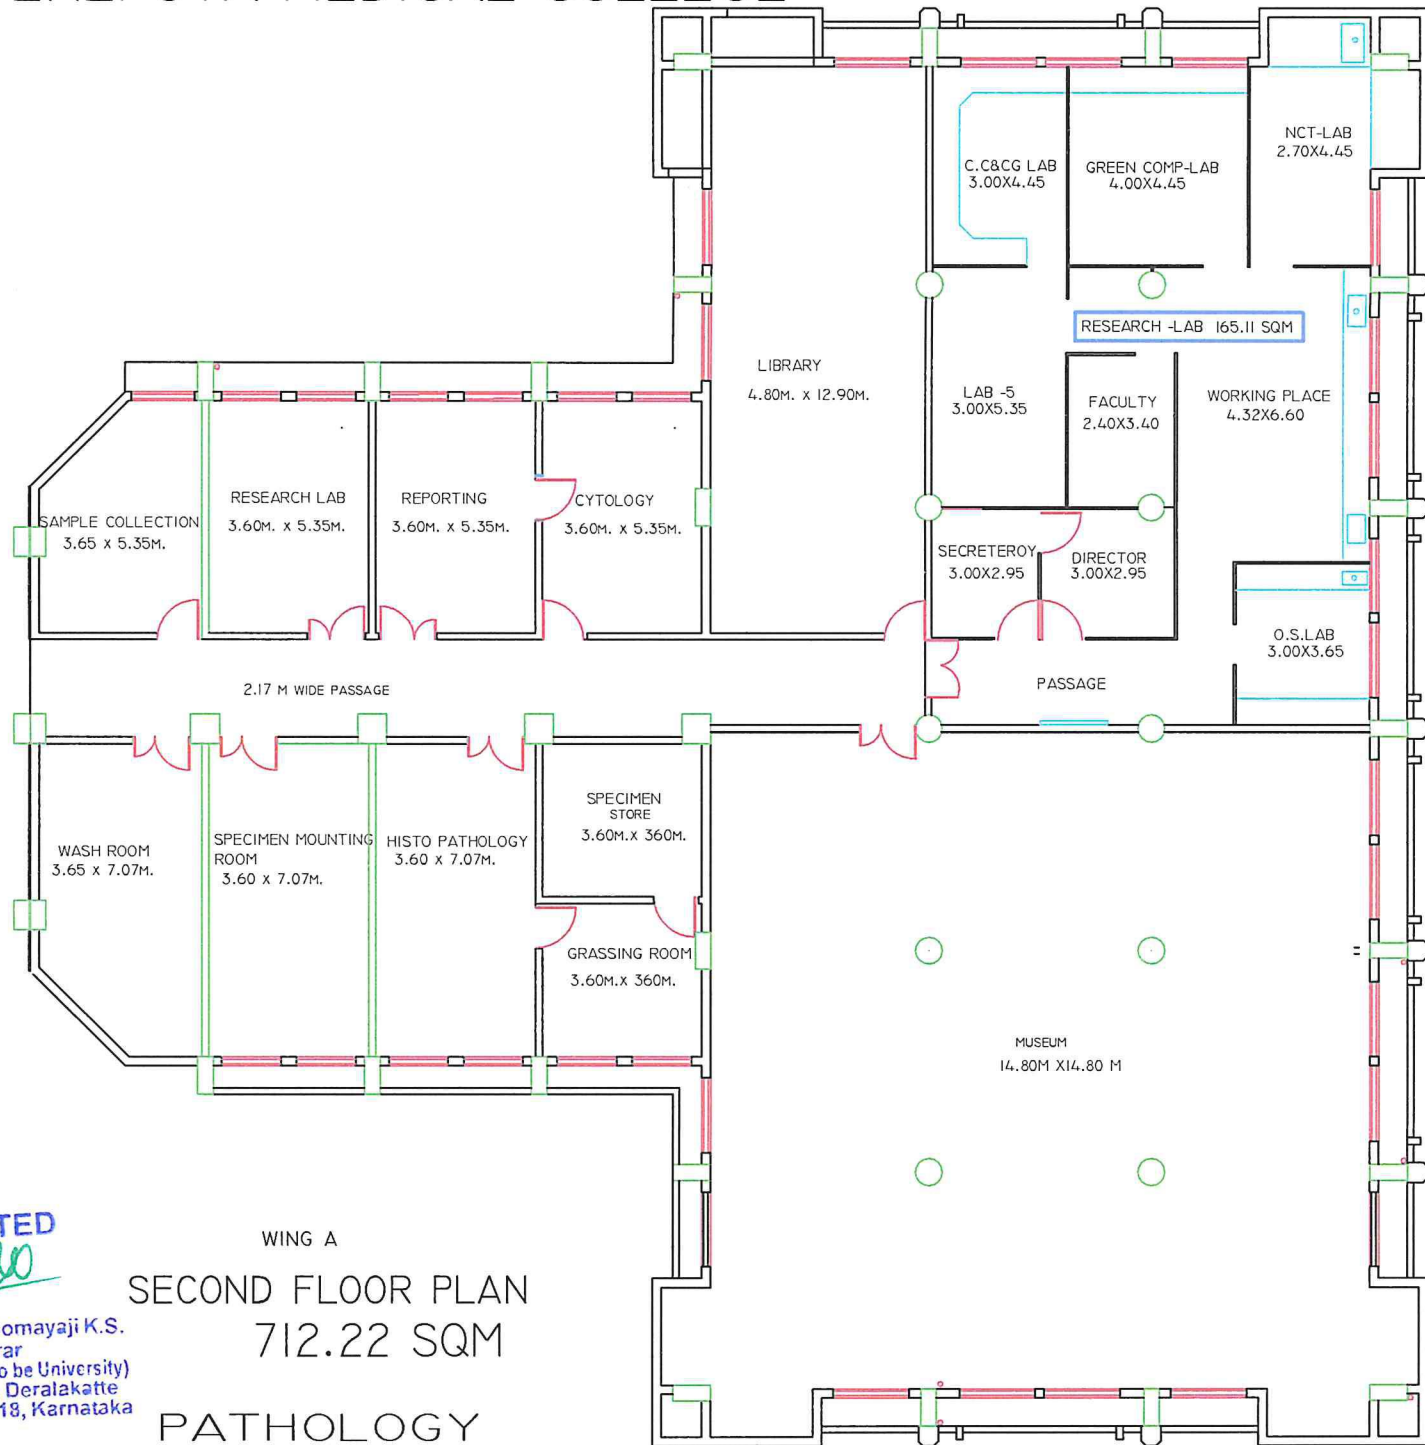 MEDICAL COLLEGE
NCT-LAB
2.70X4.45
C.C&CG LAB
3.00X4.45
GREEN COMP-LAB
4.00X4.45
RESEARCH -LAB 165.11 SQM
LIBRARY
4.80M. x 12.90M.
LAB -5
3.00X5.35
FACULTY
2.40X3.40
WORKING PLACE
4.32X6.60
SAMPLE COLLECTION
3.65 x 5.35M.
RESEARCH LAB
3.60M. x 5.35M.
REPORTING
3.60M. x 5.35M.
CYTOLOGY
3.60M. x 5.35M.
SECRETEROY
3.00X2.95
DIRECTOR
3.00X2.95
O.S.LAB
3.00X3.65
2.17 M WIDE PASSAGE
PASSAGE
WASH ROOM
3.65 x 7.07M.
SPECIMEN MOUNTING
ROOM
3.60 x 7.07M.
HISTO PATHOLOGY
3.60 x 7.07M.
SPECIMEN
STORE
3.60M.x 360M.
GRASSING ROOM
3.60M.x 360M.
MUSEUM
14.80M X14.80 M
WING A
SECOND FLOOR PLAN
712.22 SQM
PATHOLOGY
TED
omayaji K.S.
rar
o be University)
Deralakatte
18, Karnataka